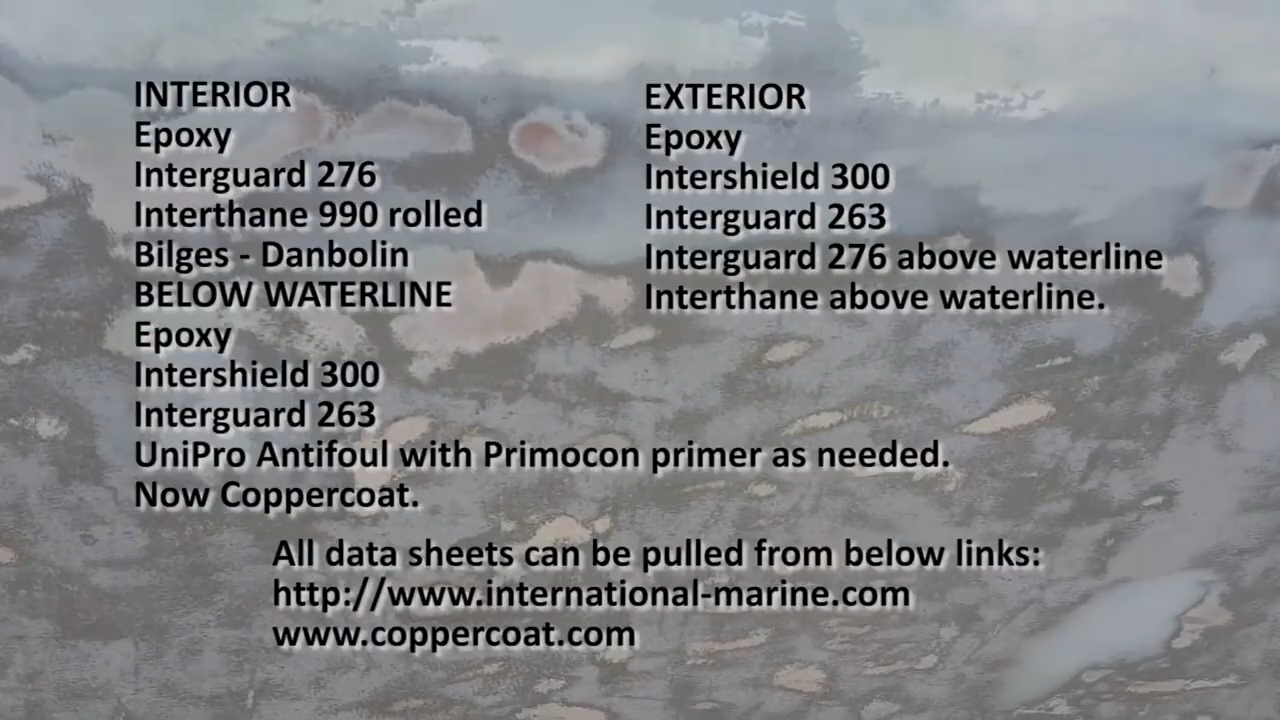 INTERIOR
Epoxy
Interguard 276
Interthane 990 rolled
Bilges - Danbolin
BELOW WATERLINE
Epoxy
Intershield 300
Interguard 263
UniPro Antifoul with Primocon primer as needed.
Now Coppercoat.
EXTERIOR
Epoxy
Intershield 300
Interguard 263
Interguard 276 above waterline
Interthane above waterline.
All data sheets can be pulled from below links:
http://www.international-marine.com
www.coppercoat.com